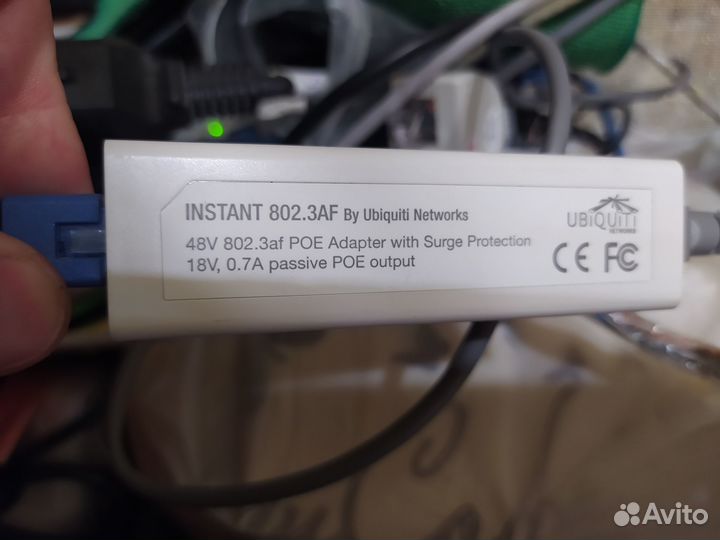 INSTANT 802.3AF By Ubiquiti Networks
48V 802.3af POE Adapter with Surge Protection
18V, 0.7A passive POE output
UBiQUiTi
NETWORKS
CE FC
Avito